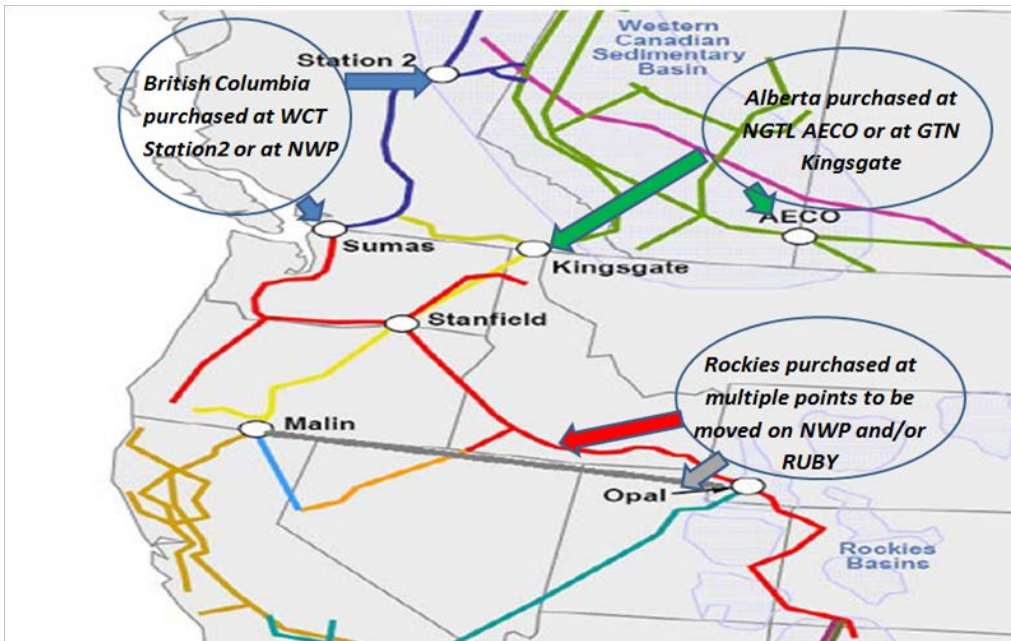 Western
Canadian
Sedimentary
Basin
Station 2
British Columbia
purchased at WCT
Station2 or at NWP
Alberta purchased at
NGTL AECO or at GTN
Kingsgate
AECO
Sumas
Kingsgate
Stanfield
Rockies purchased at
multiple points to be
moved on NWP and/or
RUBY
Malin
Opal
Rockies
Basins